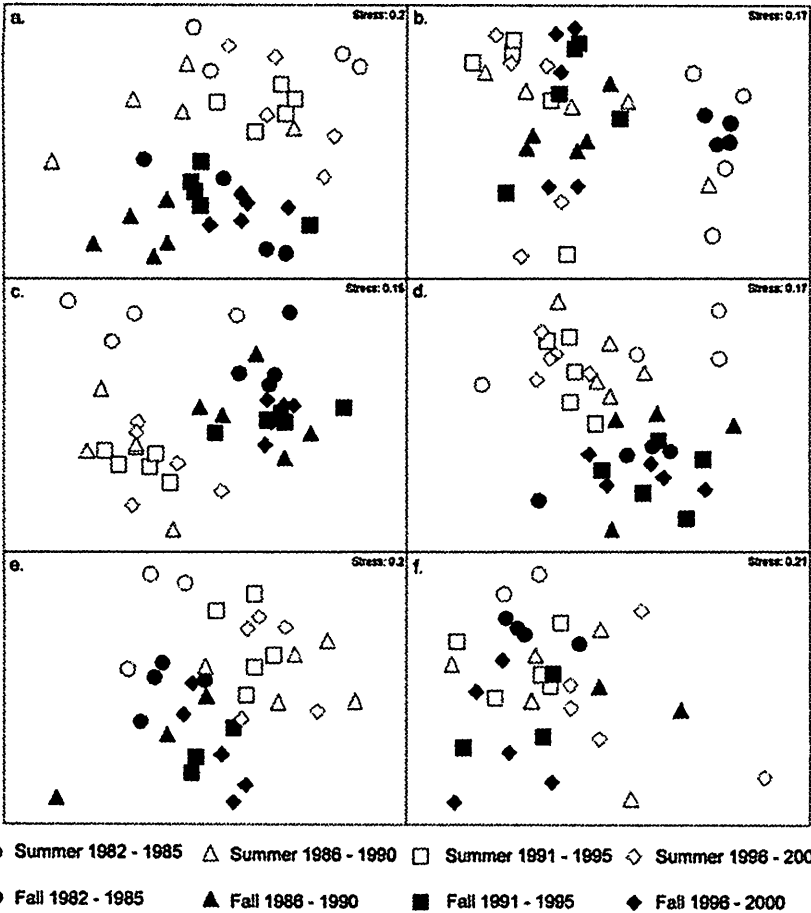 a. Stress: 0.2
b. Stress: 0.17
c. Stress: 0.15
d. Stress: 0.17
e. Stress: 0.2
f. Stress: 0.21
Summer 1982 - 1985 Summer 1986 - 1990 Summer 1991 - 1995 Summer 1996 - 200
Fall 1982 - 1985 Fall 1986 - 1990 Fall 1991 - 1995 Fall 1996 - 2000